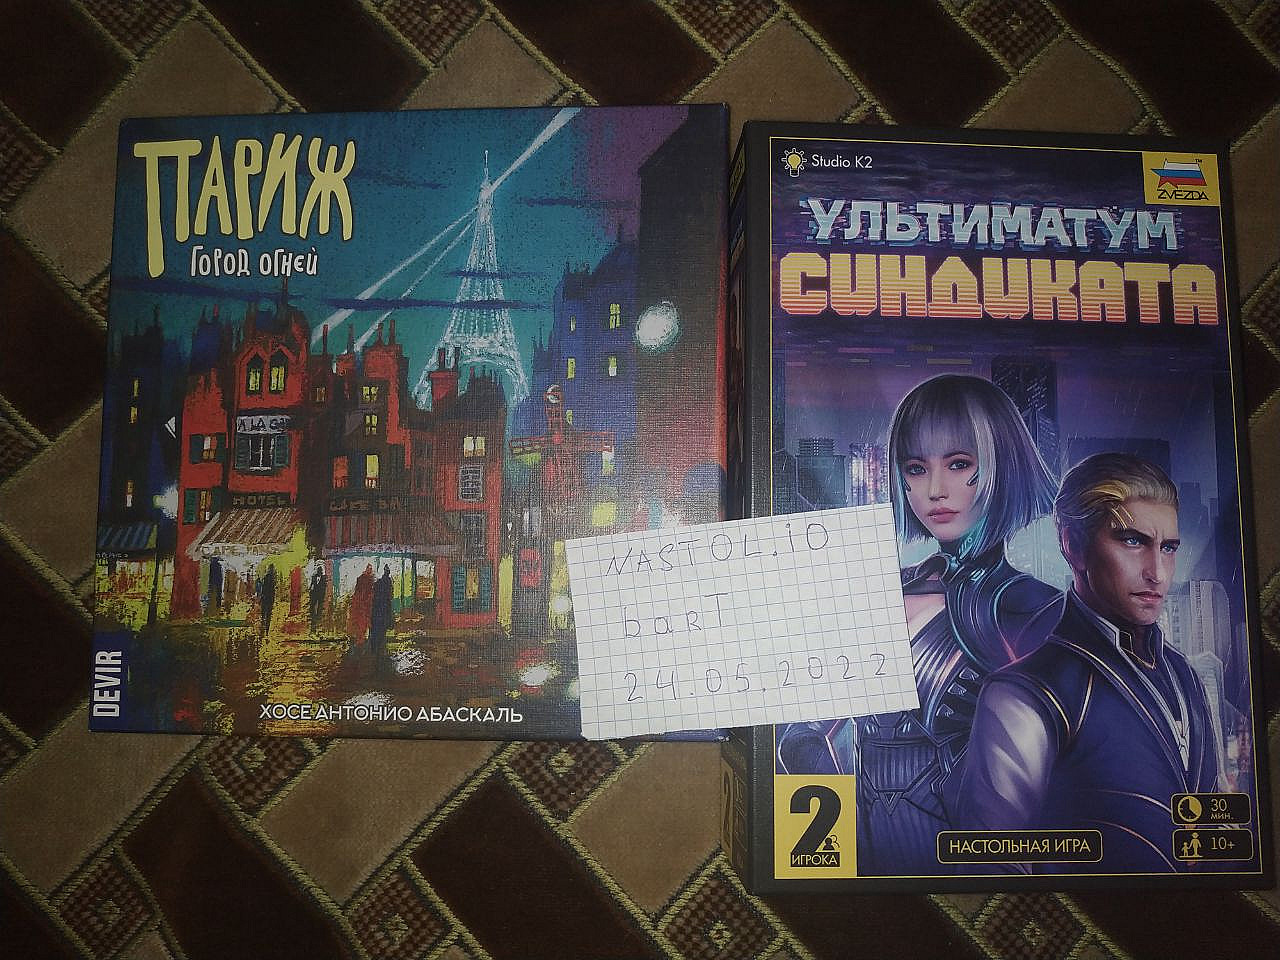 ПАРИЖ
ГОРОД ОГНЕЙ
HOTEL
DEVIR
ХОСЕ АНТОНИО АБАСКАЛЬ
NASTOL.iO
barT
24.05.2022
Studio K2
ZVEZDA
УЛЬТИМАТУМ
СИНДИКАТА
2
ИГРОКА
НАСТОЛЬНАЯ ИГРА
30
МИН.
10+